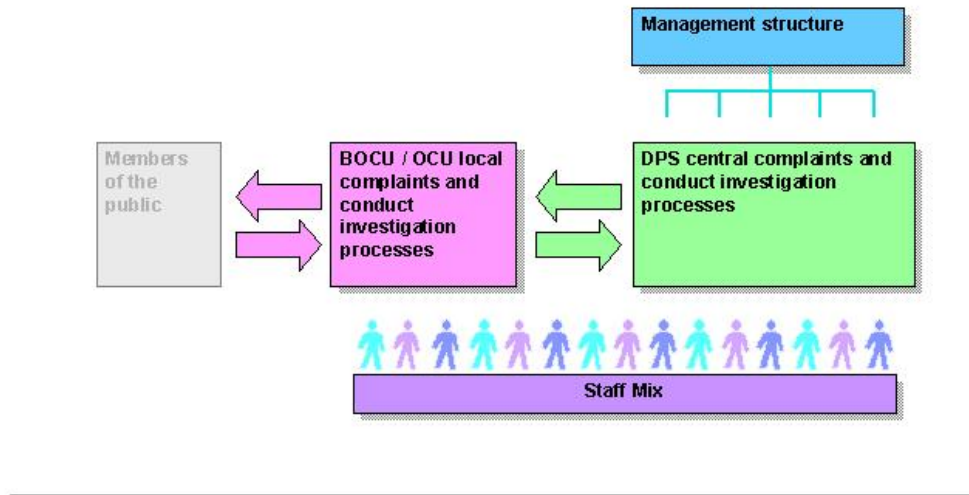 Management structure
Members
of the
public
BOCU / OCU local
complaints and
conduct
investigation
processes
DPS central complaints and
conduct investigation
processes
Staff Mix